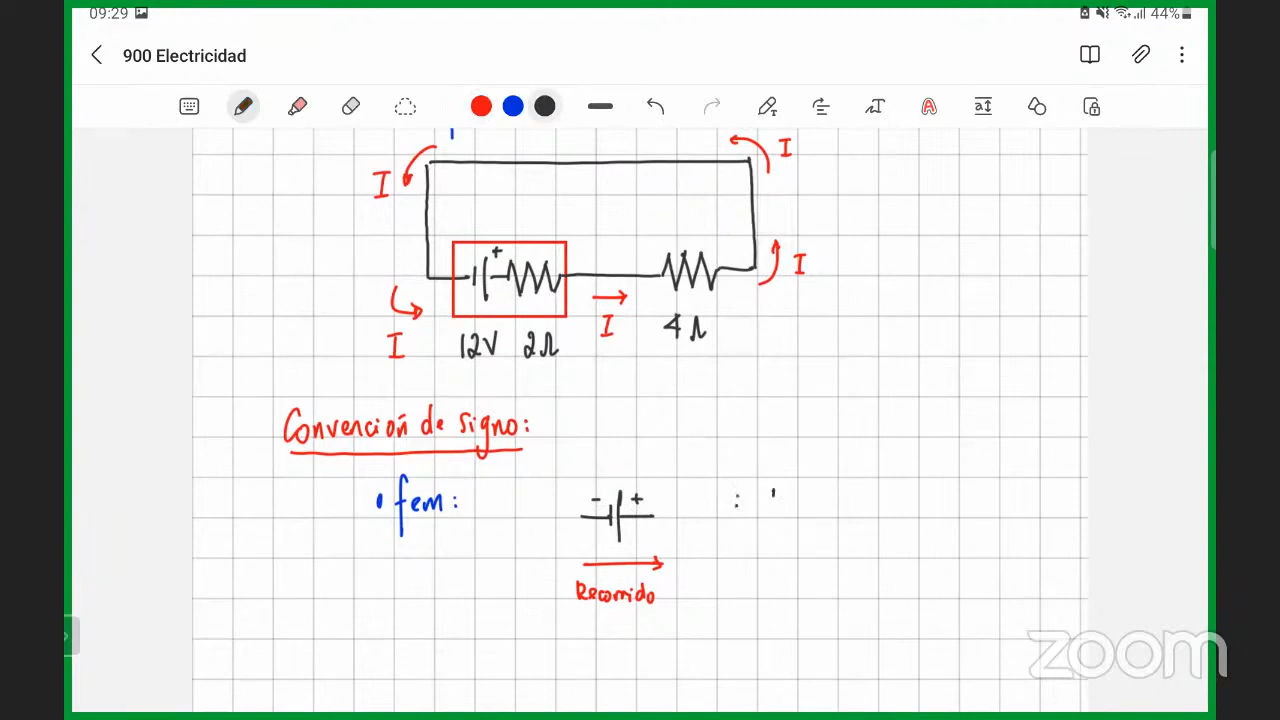 09:29 44%
900 Electricidad
I I
I
I I
+
12V 2Ω 4Ω
Convención de signo:
• fem: - + :
Recorrido
zoom